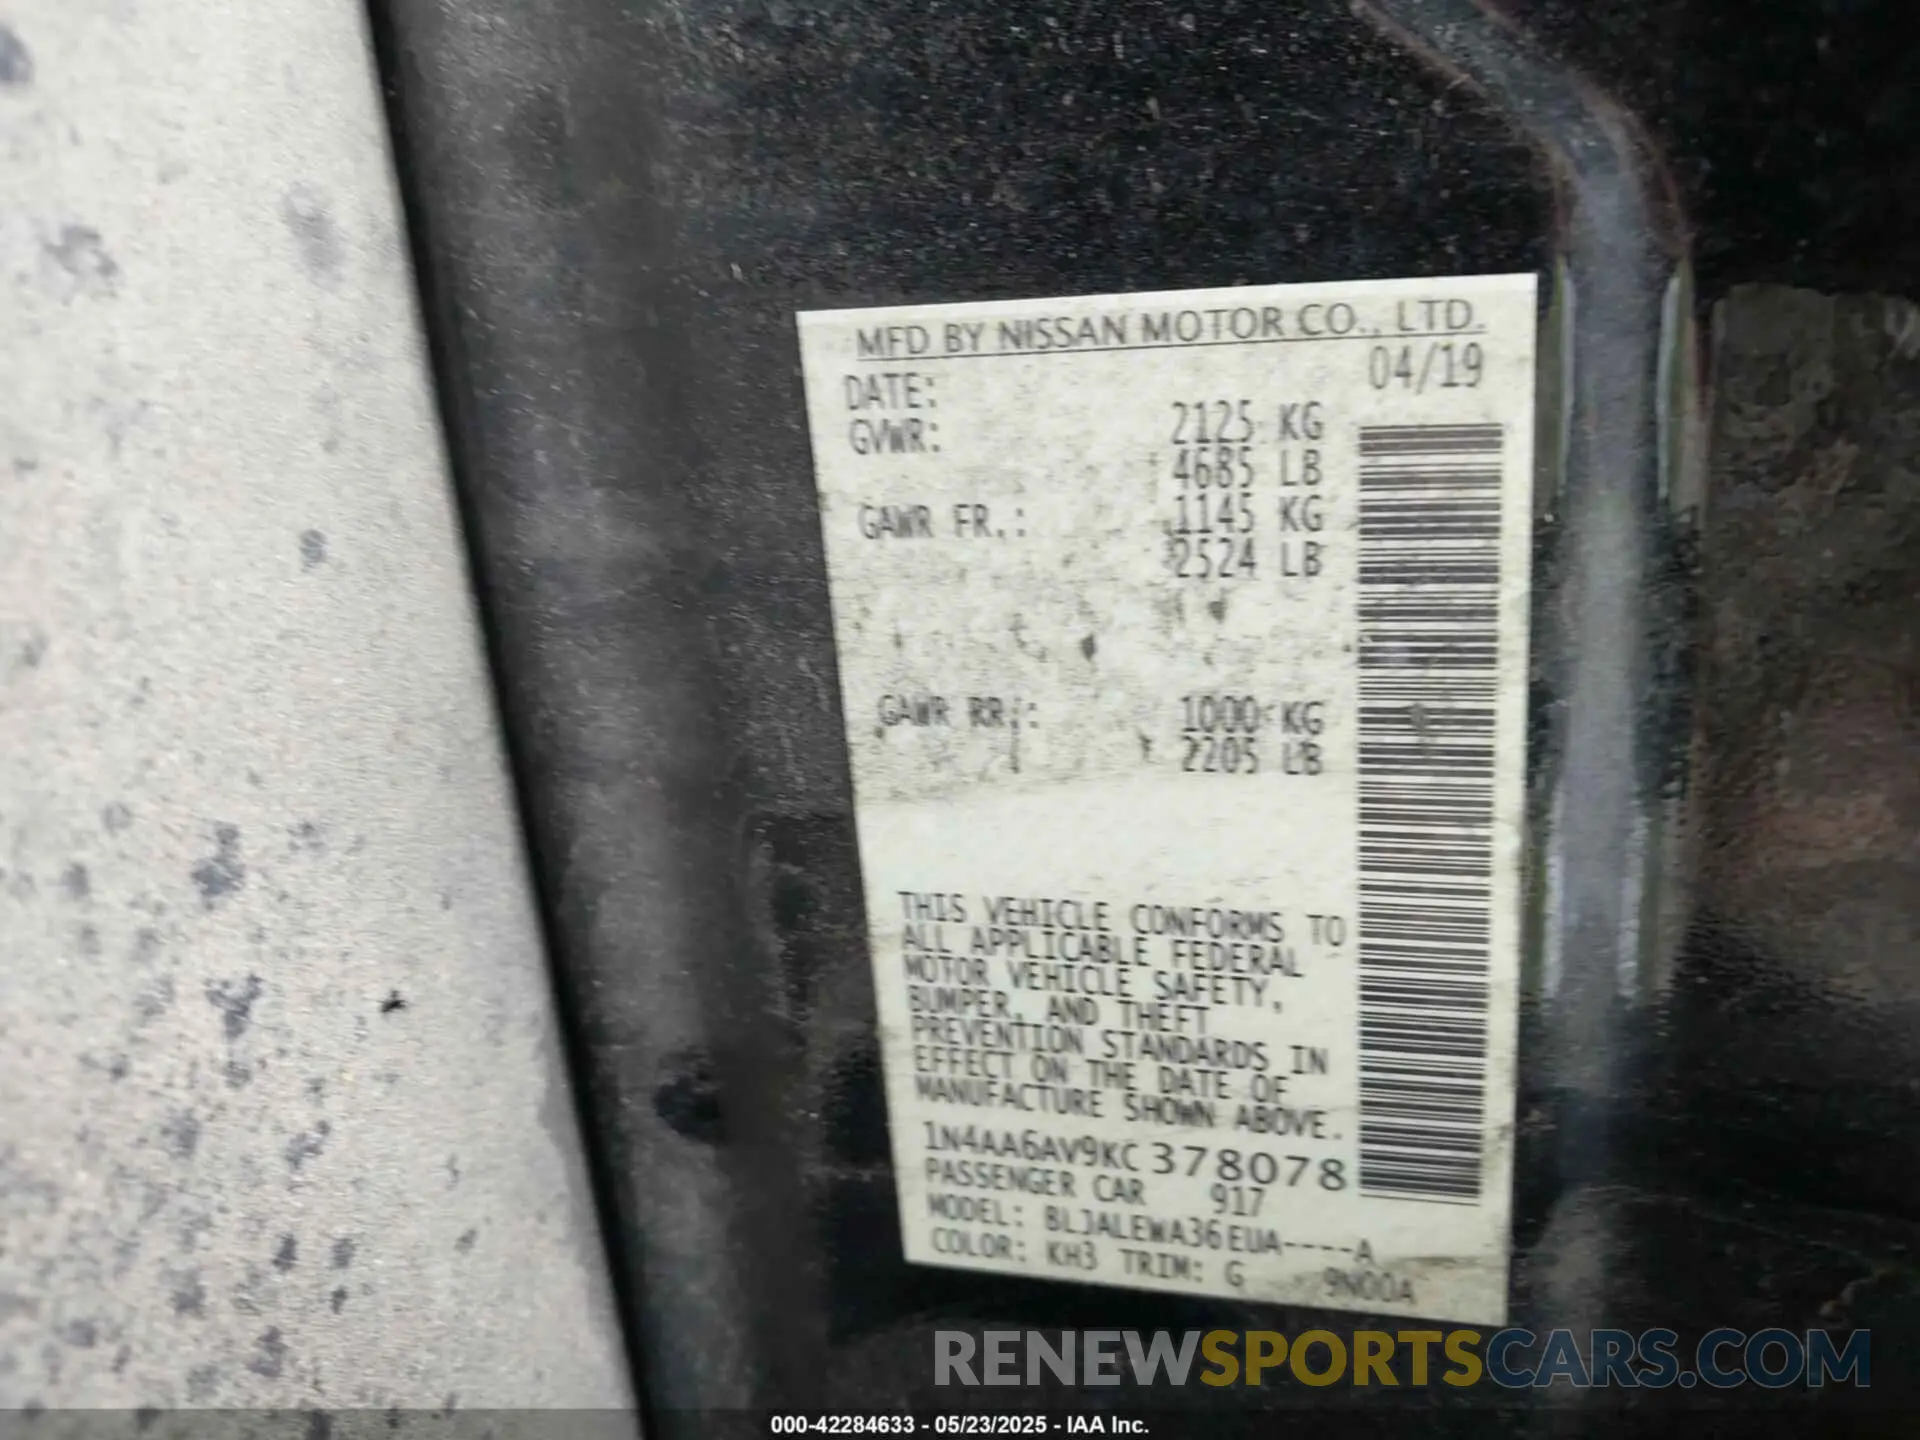 MFD BY NISSAN MOTOR CO., LTD.
DATE: 04/19
GVWR: 2125 KG
4685 LB
GAWR FR.: 1145 KG
2524 LB
GAWR RR.: 1000 KG
2205 LB
THIS VEHICLE CONFORMS TO
ALL APPLICABLE FEDERAL
MOTOR VEHICLE SAFETY,
BUMPER, AND THEFT
PREVENTION STANDARDS IN
EFFECT ON THE DATE OF
MANUFACTURE SHOWN ABOVE.
1N4AA6AV9KC378078
PASSENGER CAR 917
MODEL: BLJALEWA36EUA----A
COLOR: KH3 TRIM: G 9N00A
RENEWSPORTSCARS.COM
000-42284633 - 05/23/2025 - IAA Inc.